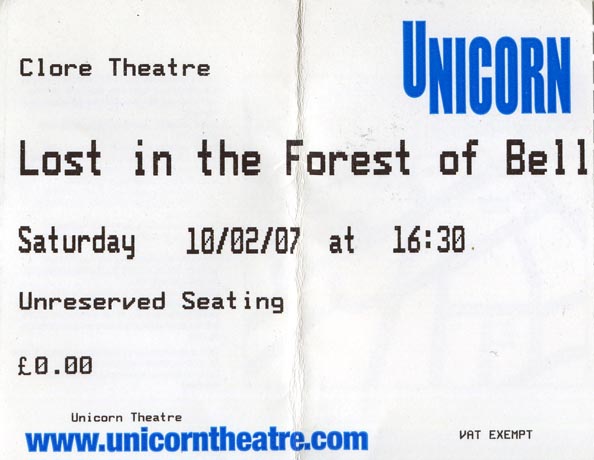 Clore Theatre
UNICORN
Lost in the Forest of Bell
Saturday 10/02/07 at 16:30
Unreserved Seating
£0.00
Unicorn Theatre
www.unicorntheatre.com
VAT EXEMPT